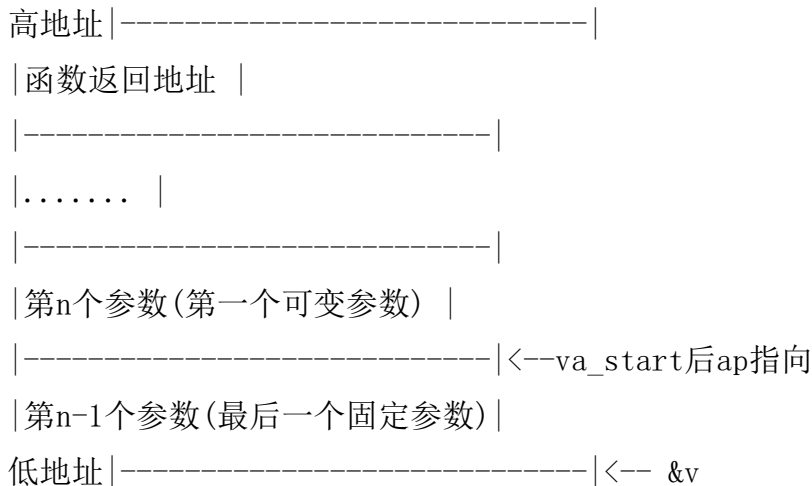 高地址|-----------------------------|
|函数返回地址 |
|-----------------------------|
|....... |
|-----------------------------|
|第n个参数(第一个可变参数) |
|-----------------------------|<--va_start后ap指向
|第n-1个参数(最后一个固定参数)|
低地址|-----------------------------|<-- &v